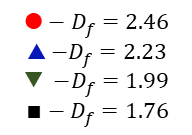 – D_f = 2.46
– D_f = 2.23
– D_f = 1.99
– D_f = 1.76